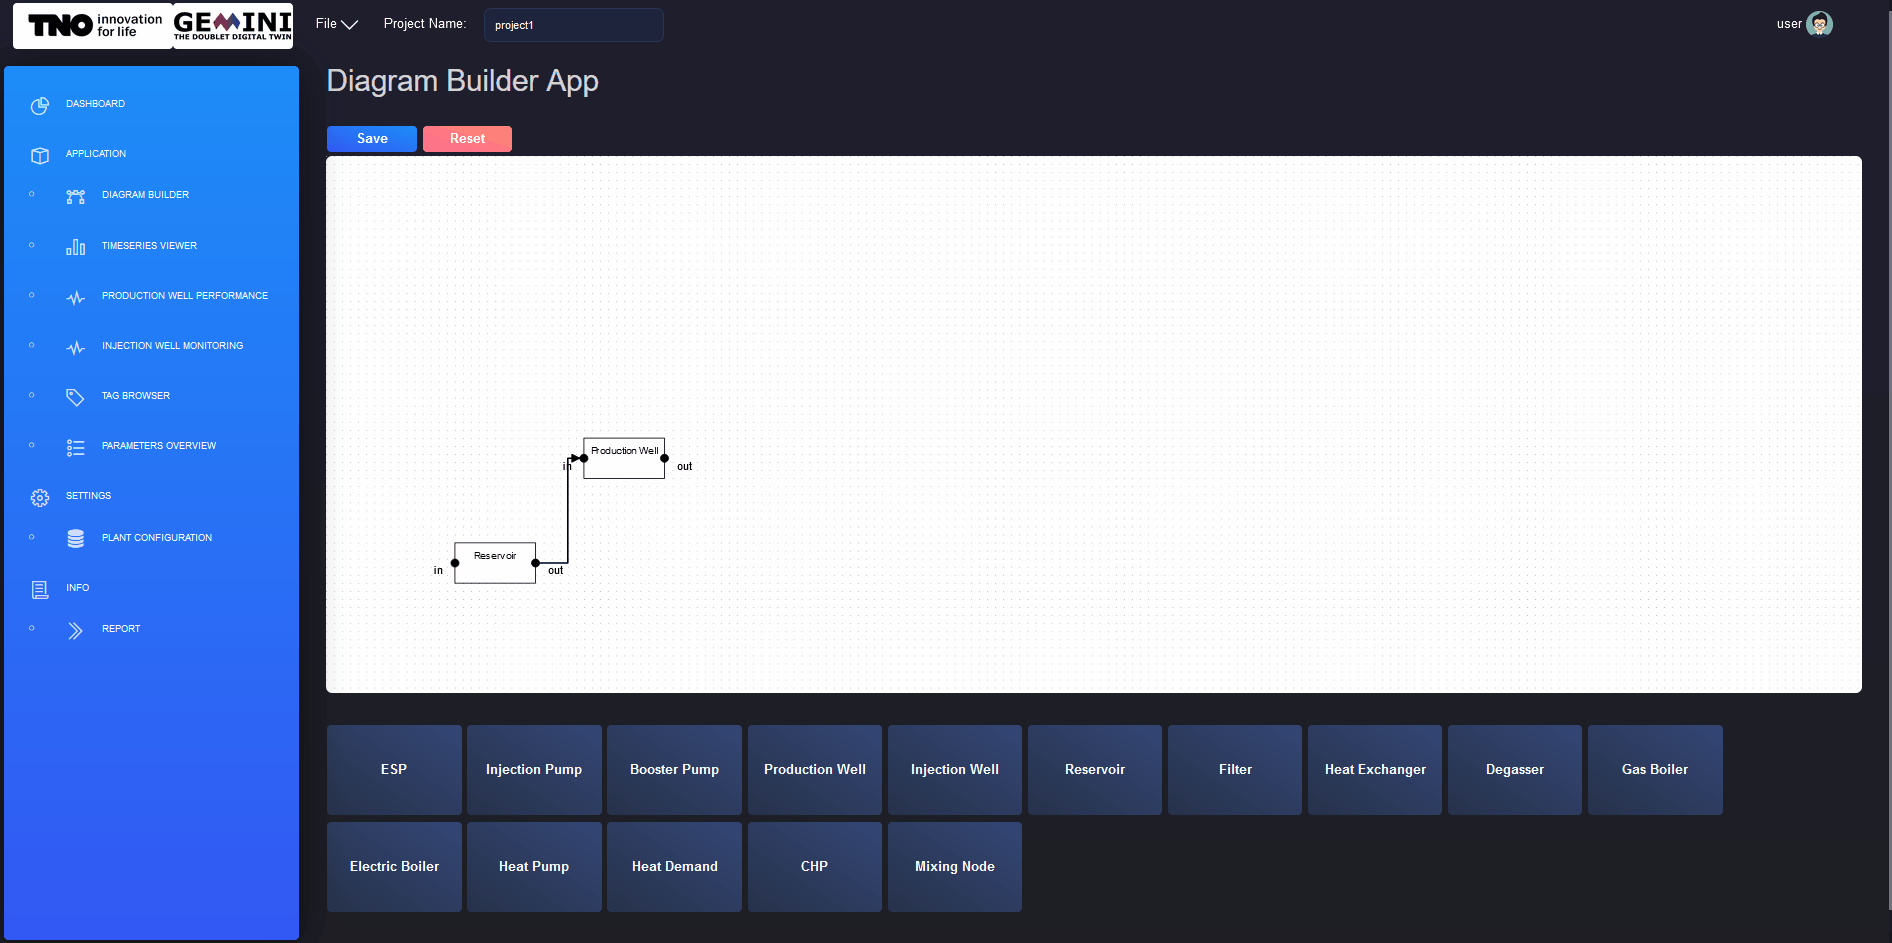 TNO innovation for life
GEMINI
THE DOUBLET DIGITAL TWIN
File
Project Name:
project1
user
DASHBOARD
APPLICATION
DIAGRAM BUILDER
TIMESERIES VIEWER
PRODUCTION WELL PERFORMANCE
INJECTION WELL MONITORING
TAG BROWSER
PARAMETERS OVERVIEW
SETTINGS
PLANT CONFIGURATION
INFO
REPORT
Diagram Builder App
Save
Reset
Production Well
in
out
Reservoir
in
out
ESP
Injection Pump
Booster Pump
Production Well
Injection Well
Reservoir
Filter
Heat Exchanger
Degasser
Gas Boiler
Electric Boiler
Heat Pump
Heat Demand
CHP
Mixing Node